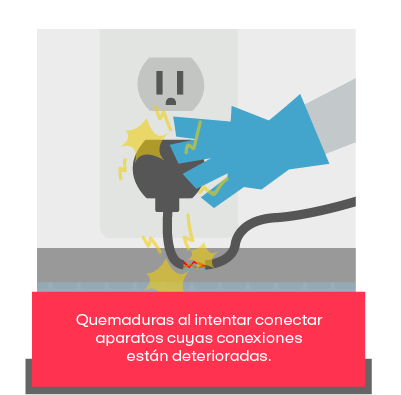 Quemaduras al intentar conectar
aparatos cuyas conexiones
están deterioradas.